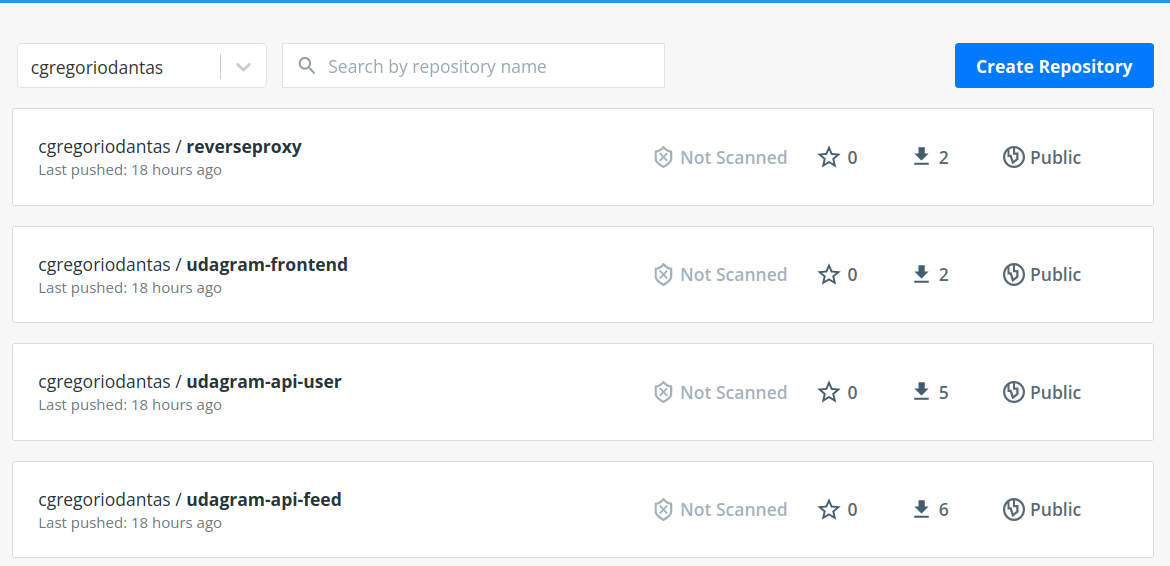 cgregoriodantas
Search by repository name
Create Repository
cgregoriodantas / reverseproxy
Last pushed: 18 hours ago
Not Scanned 0 2 Public
cgregoriodantas / udagram-frontend
Last pushed: 18 hours ago
Not Scanned 0 2 Public
cgregoriodantas / udagram-api-user
Last pushed: 18 hours ago
Not Scanned 0 5 Public
cgregoriodantas / udagram-api-feed
Last pushed: 18 hours ago
Not Scanned 0 6 Public